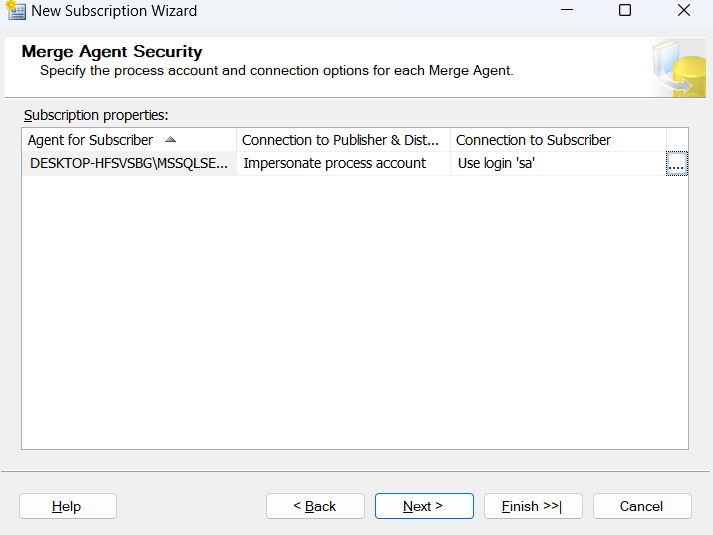 New Subscription Wizard
Merge Agent Security
Specify the process account and connection options for each Merge Agent.
Subscription properties:
Agent for Subscriber Connection to Publisher & Dist... Connection to Subscriber
DESKTOP-HFSVSBG\MSSQLSE... Impersonate process account Use login 'sa' ....
Help < Back Next > Finish >>| Cancel